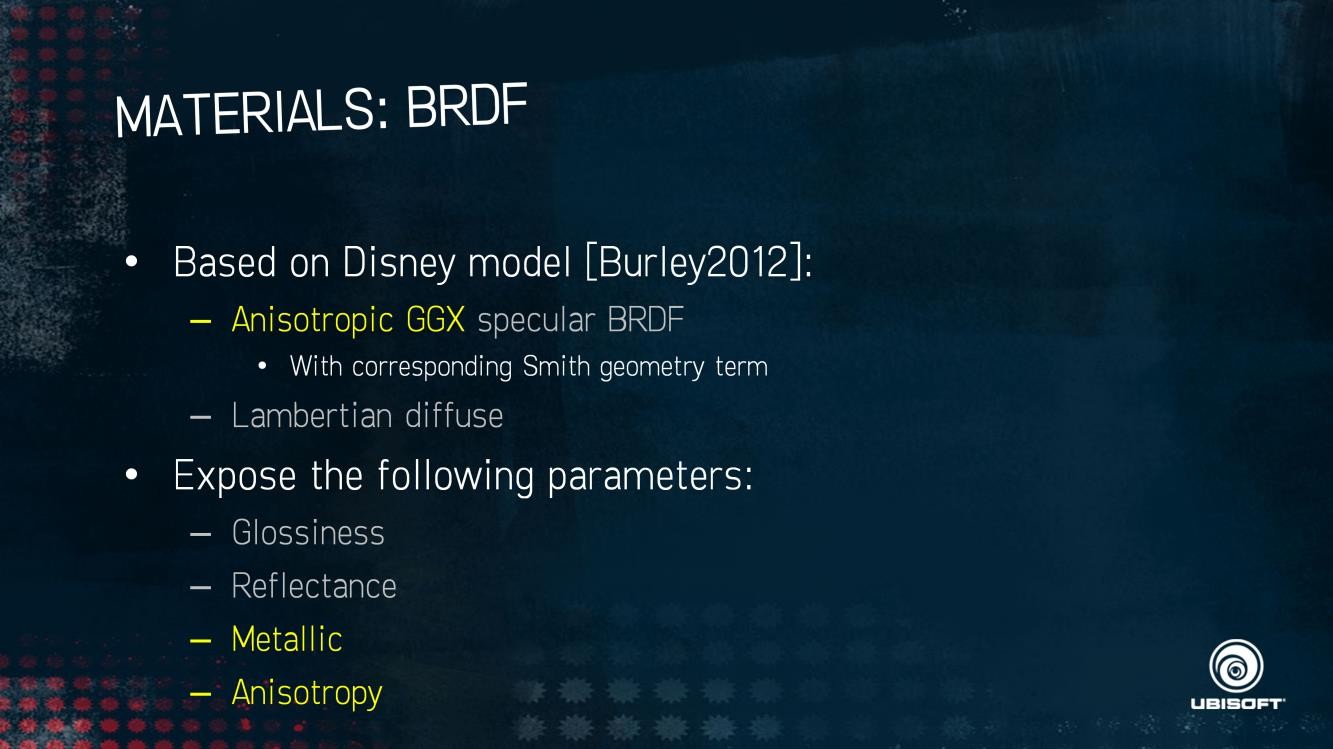 MATERIALS: BRDF
• Based on Disney model [Burley2012]:
– Anisotropic GGX specular BRDF
• With corresponding Smith geometry term
– Lambertian diffuse
• Expose the following parameters:
– Glossiness
– Reflectance
– Metallic
– Anisotropy
UBISOFT